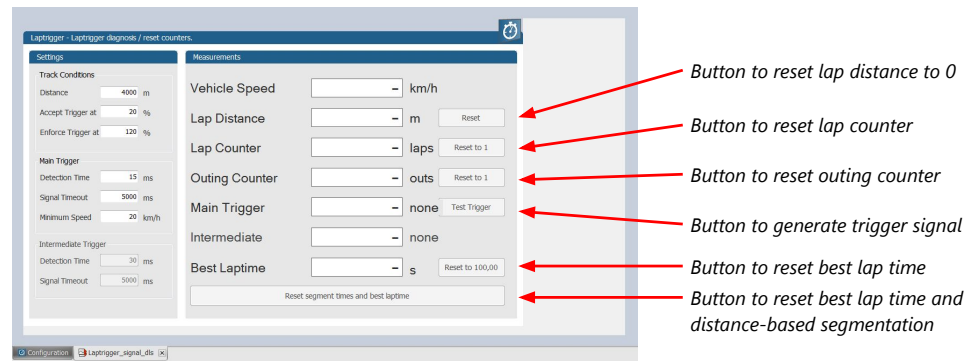 Laptrigger - Laptrigger diagnosis / reset counters.
Settings
Measurements
Track Conditions
Distance 4000 m
Accept Trigger at 20 %
Enforce Trigger at 120 %
Main Trigger
Detection Time 15 ms
Signal Timeout 5000 ms
Minimum Speed 20 km/h
Intermediate Trigger
Detection Time 30 ms
Signal Timeout 5000 ms
Vehicle Speed – km/h
Lap Distance – m Reset
Lap Counter – laps Reset to 1
Outing Counter – outs Reset to 1
Main Trigger – none Test Trigger
Intermediate – none
Best Laptime – s Reset to 100,00
Reset segment times and best laptime
Button to reset lap distance to 0
Button to reset lap counter
Button to reset outing counter
Button to generate trigger signal
Button to reset best lap time
Button to reset best lap time and
distance-based segmentation
Configuration Laptrigger_signal_dls